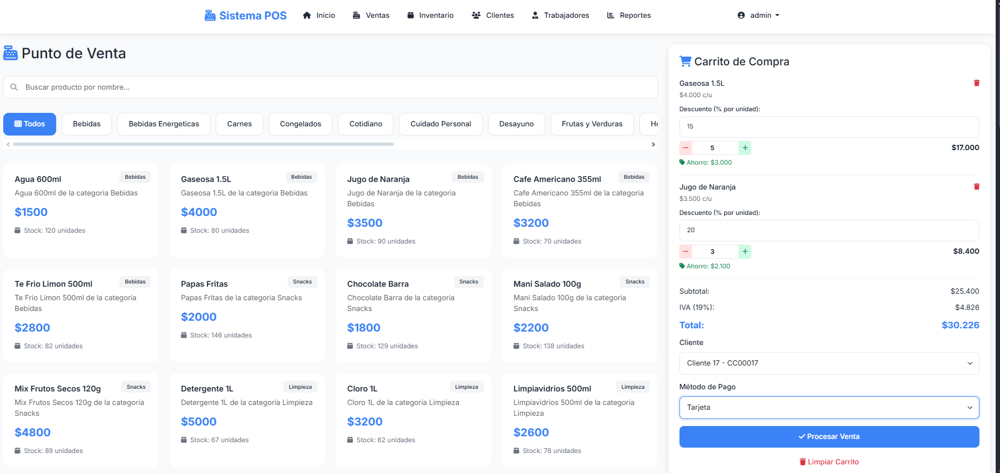 Sistema POS
Inicio
Ventas
Inventario
Clientes
Trabajadores
Reportes
admin
Punto de Venta
Buscar producto por nombre...
Todos
Bebidas
Bebidas Energeticas
Carnes
Congelados
Cotidiano
Cuidado Personal
Desayuno
Frutas y Verduras
Agua 600ml
Bebidas
Agua 600ml de la categoria Bebidas
$1500
Stock: 120 unidades
Gaseosa 1.5L
Bebidas
Gaseosa 1.5L de la categoria Bebidas
$4000
Stock: 80 unidades
Jugo de Naranja
Bebidas
Jugo de Naranja de la categoria
Bebidas
$3500
Stock: 90 unidades
Cafe Americano 355ml
Bebidas
Cafe Americano 355ml de la categoria
Bebidas
$3200
Stock: 70 unidades
Te Frio Limon 500ml
Bebidas
Te Frio Limon 500ml de la categoria
Bebidas
$2800
Stock: 82 unidades
Papas Fritas
Snacks
Papas Fritas de la categoria Snacks
$2000
Stock: 146 unidades
Chocolate Barra
Snacks
Chocolate Barra de la categoria
Snacks
$1800
Stock: 129 unidades
Mani Salado 100g
Snacks
Mani Salado 100g de la categoria
Snacks
$2200
Stock: 138 unidades
Mix Frutos Secos 120g
Snacks
Mix Frutos Secos 120g de la categoria
Snacks
$4800
Stock: 89 unidades
Detergente 1L
Limpieza
Detergente 1L de la categoria Limpieza
$5000
Stock: 67 unidades
Cloro 1L
Limpieza
Cloro 1L de la categoria Limpieza
$3200
Stock: 62 unidades
Limpiavidrios 500ml
Limpieza
Limpiavidrios 500ml de la categoria
Limpieza
$2600
Stock: 78 unidades
Carrito de Compra
Gaseosa 1.5L
$4.000 c/u
Descuento (% por unidad):
15
5
$17.000
Ahorro: $3.000
Jugo de Naranja
$3.500 c/u
Descuento (% por unidad):
20
3
$8.400
Ahorro: $2.100
Subtotal: $25.400
IVA (19%): $4.826
Total: $30.226
Cliente
Cliente 17 - CC00017
Método de Pago
Tarjeta
Procesar Venta
Limpiar Carrito